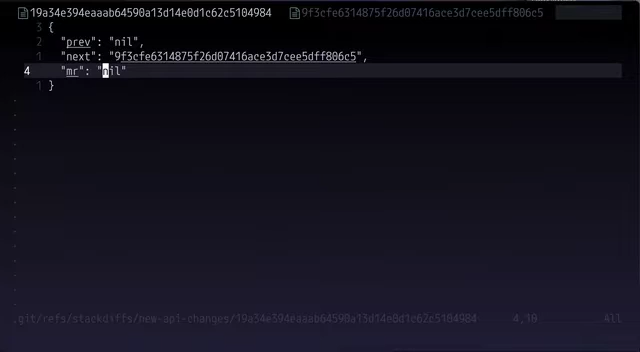 19a34e394eaaab64590a13d14e0d1c62c5104984 9f3cfe6314875f26d07416ace3d7cee5dff806c5
3 {
2 "prev": "nil",
1 "next": "9f3cfe6314875f26d07416ace3d7cee5dff806c5",
4 "mr": "nil"
1 }
.git/refs/stackdiffs/new-api-changes/19a34e394eaaab64590a13d14e0d1c62c5104984 4,10 All